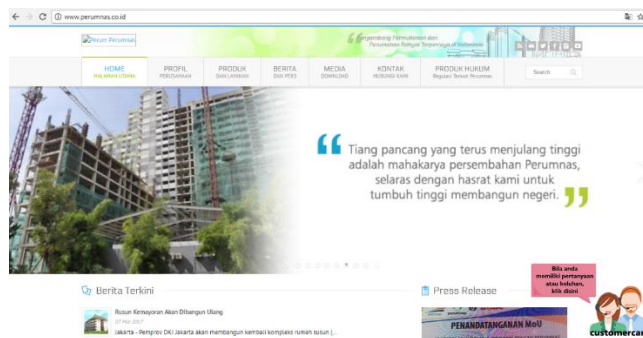 www.perumnas.co.id
Perum Perumnas
Pengembang Permukiman dan
Perumahan Rakyat Terpercaya di Indonesia
HOME
HALAMAN UTAMA
PROFIL
PERUSAHAAN
PRODUK
DAN LAYANAN
BERITA
DAN PERS
MEDIA
DOWNLOAD
KONTAK
HUBUNGI KAMI
PRODUK HUKUM
Regulasi Terkait Perumnas
Search
“ Tiang pancang yang terus menjulang tinggi
adalah mahakarya persembahan Perumnas,
selaras dengan hasrat kami untuk
tumbuh tinggi membangun negeri. ”
Berita Terkini
Press Release
Bila anda
memiliki pertanyaan
atau keluhan,
klik disini
Rusun Kemayoran Akan Dibangun Ulang
07 Mar 2017
Jakarta - Pemprov DKI Jakarta akan membangun kembali kompleks rumah susun (...
PENANDATANGANAN MoU
customercare